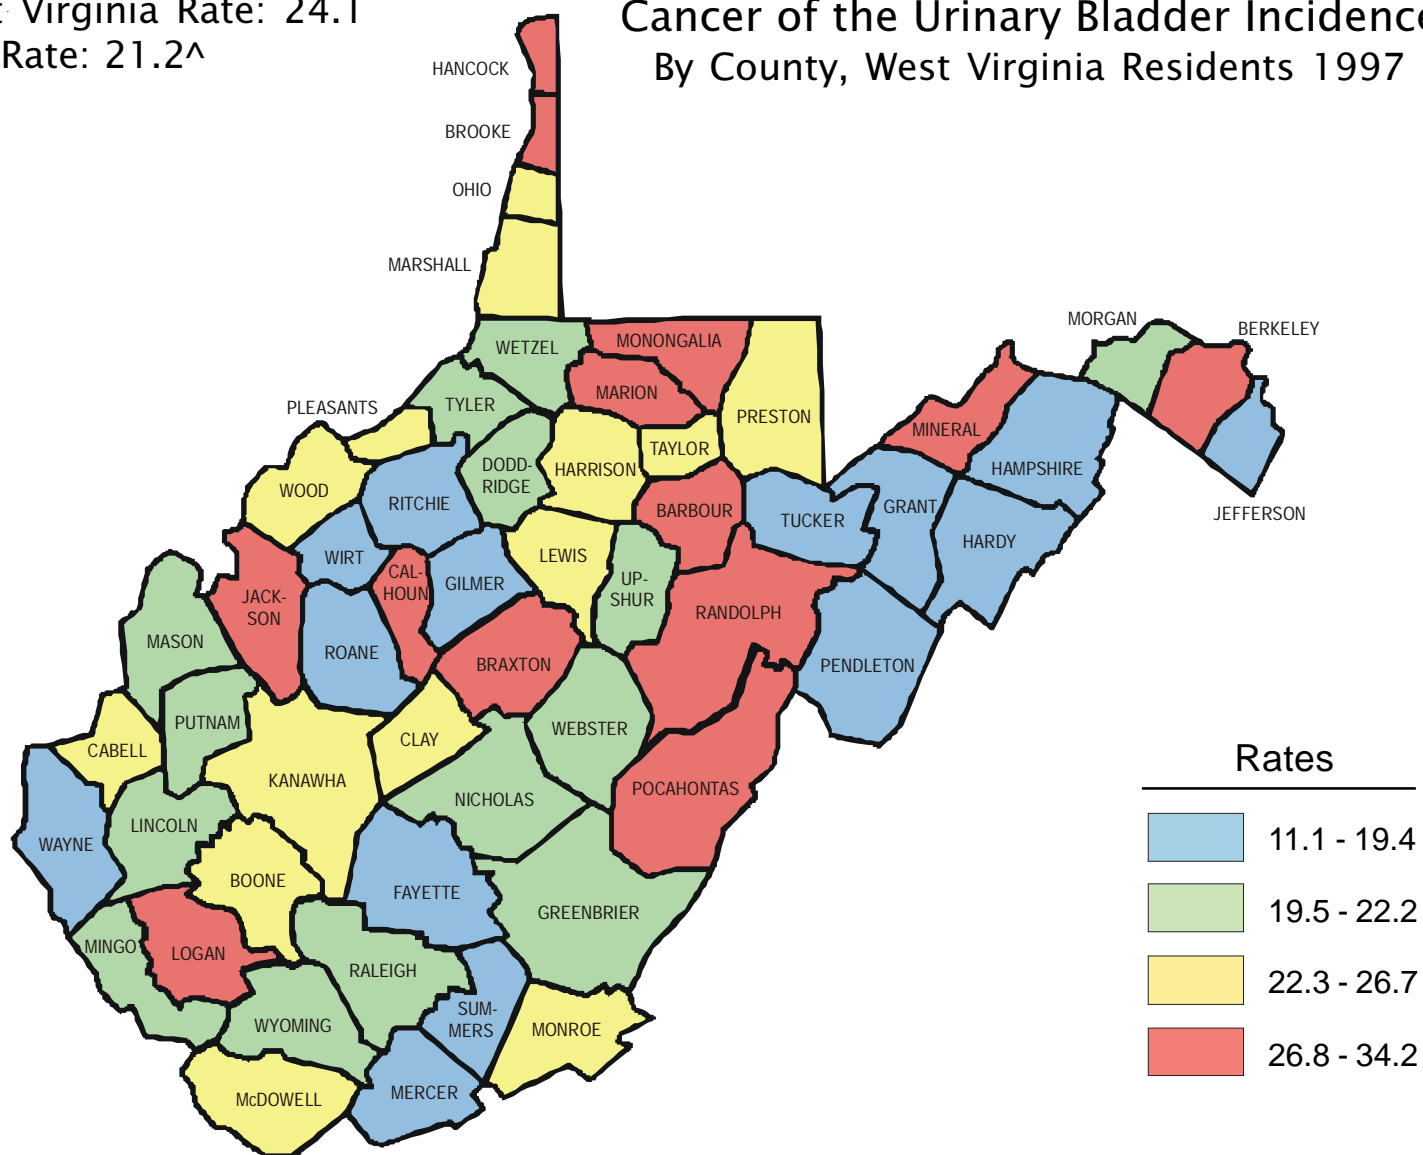 Virginia Rate: 24.1
Rate: 21.2^
Cancer of the Urinary Bladder Incidence
By County, West Virginia Residents 1997
HANCOCK
BROOKE
OHIO
MARSHALL
WETZEL
MONONGALIA
MARION
PRESTON
TYLER
PLEASANTS
MORGAN
BERKELEY
MINERAL
HAMPSHIRE
JEFFERSON
TAYLOR
HARRISON
DODD-
RIDGE
WOOD
RITCHIE
BARBOUR
TUCKER
GRANT
HARDY
WIRT
CAL-
HOUN
GILMER
LEWIS
UP-
SHUR
RANDOLPH
JACK-
SON
MASON
ROANE
BRAXTON
PENDLETON
PUTNAM
CABELL
CLAY
WEBSTER
KANAWHA
NICHOLAS
POCAHONTAS
WAYNE
LINCOLN
BOONE
FAYETTE
GREENBRIER
MINGO
LOGAN
RALEIGH
WYOMING
SUM-
MERS
MONROE
McDOWELL
MERCER
Rates
11.1 - 19.4
19.5 - 22.2
22.3 - 26.7
26.8 - 34.2